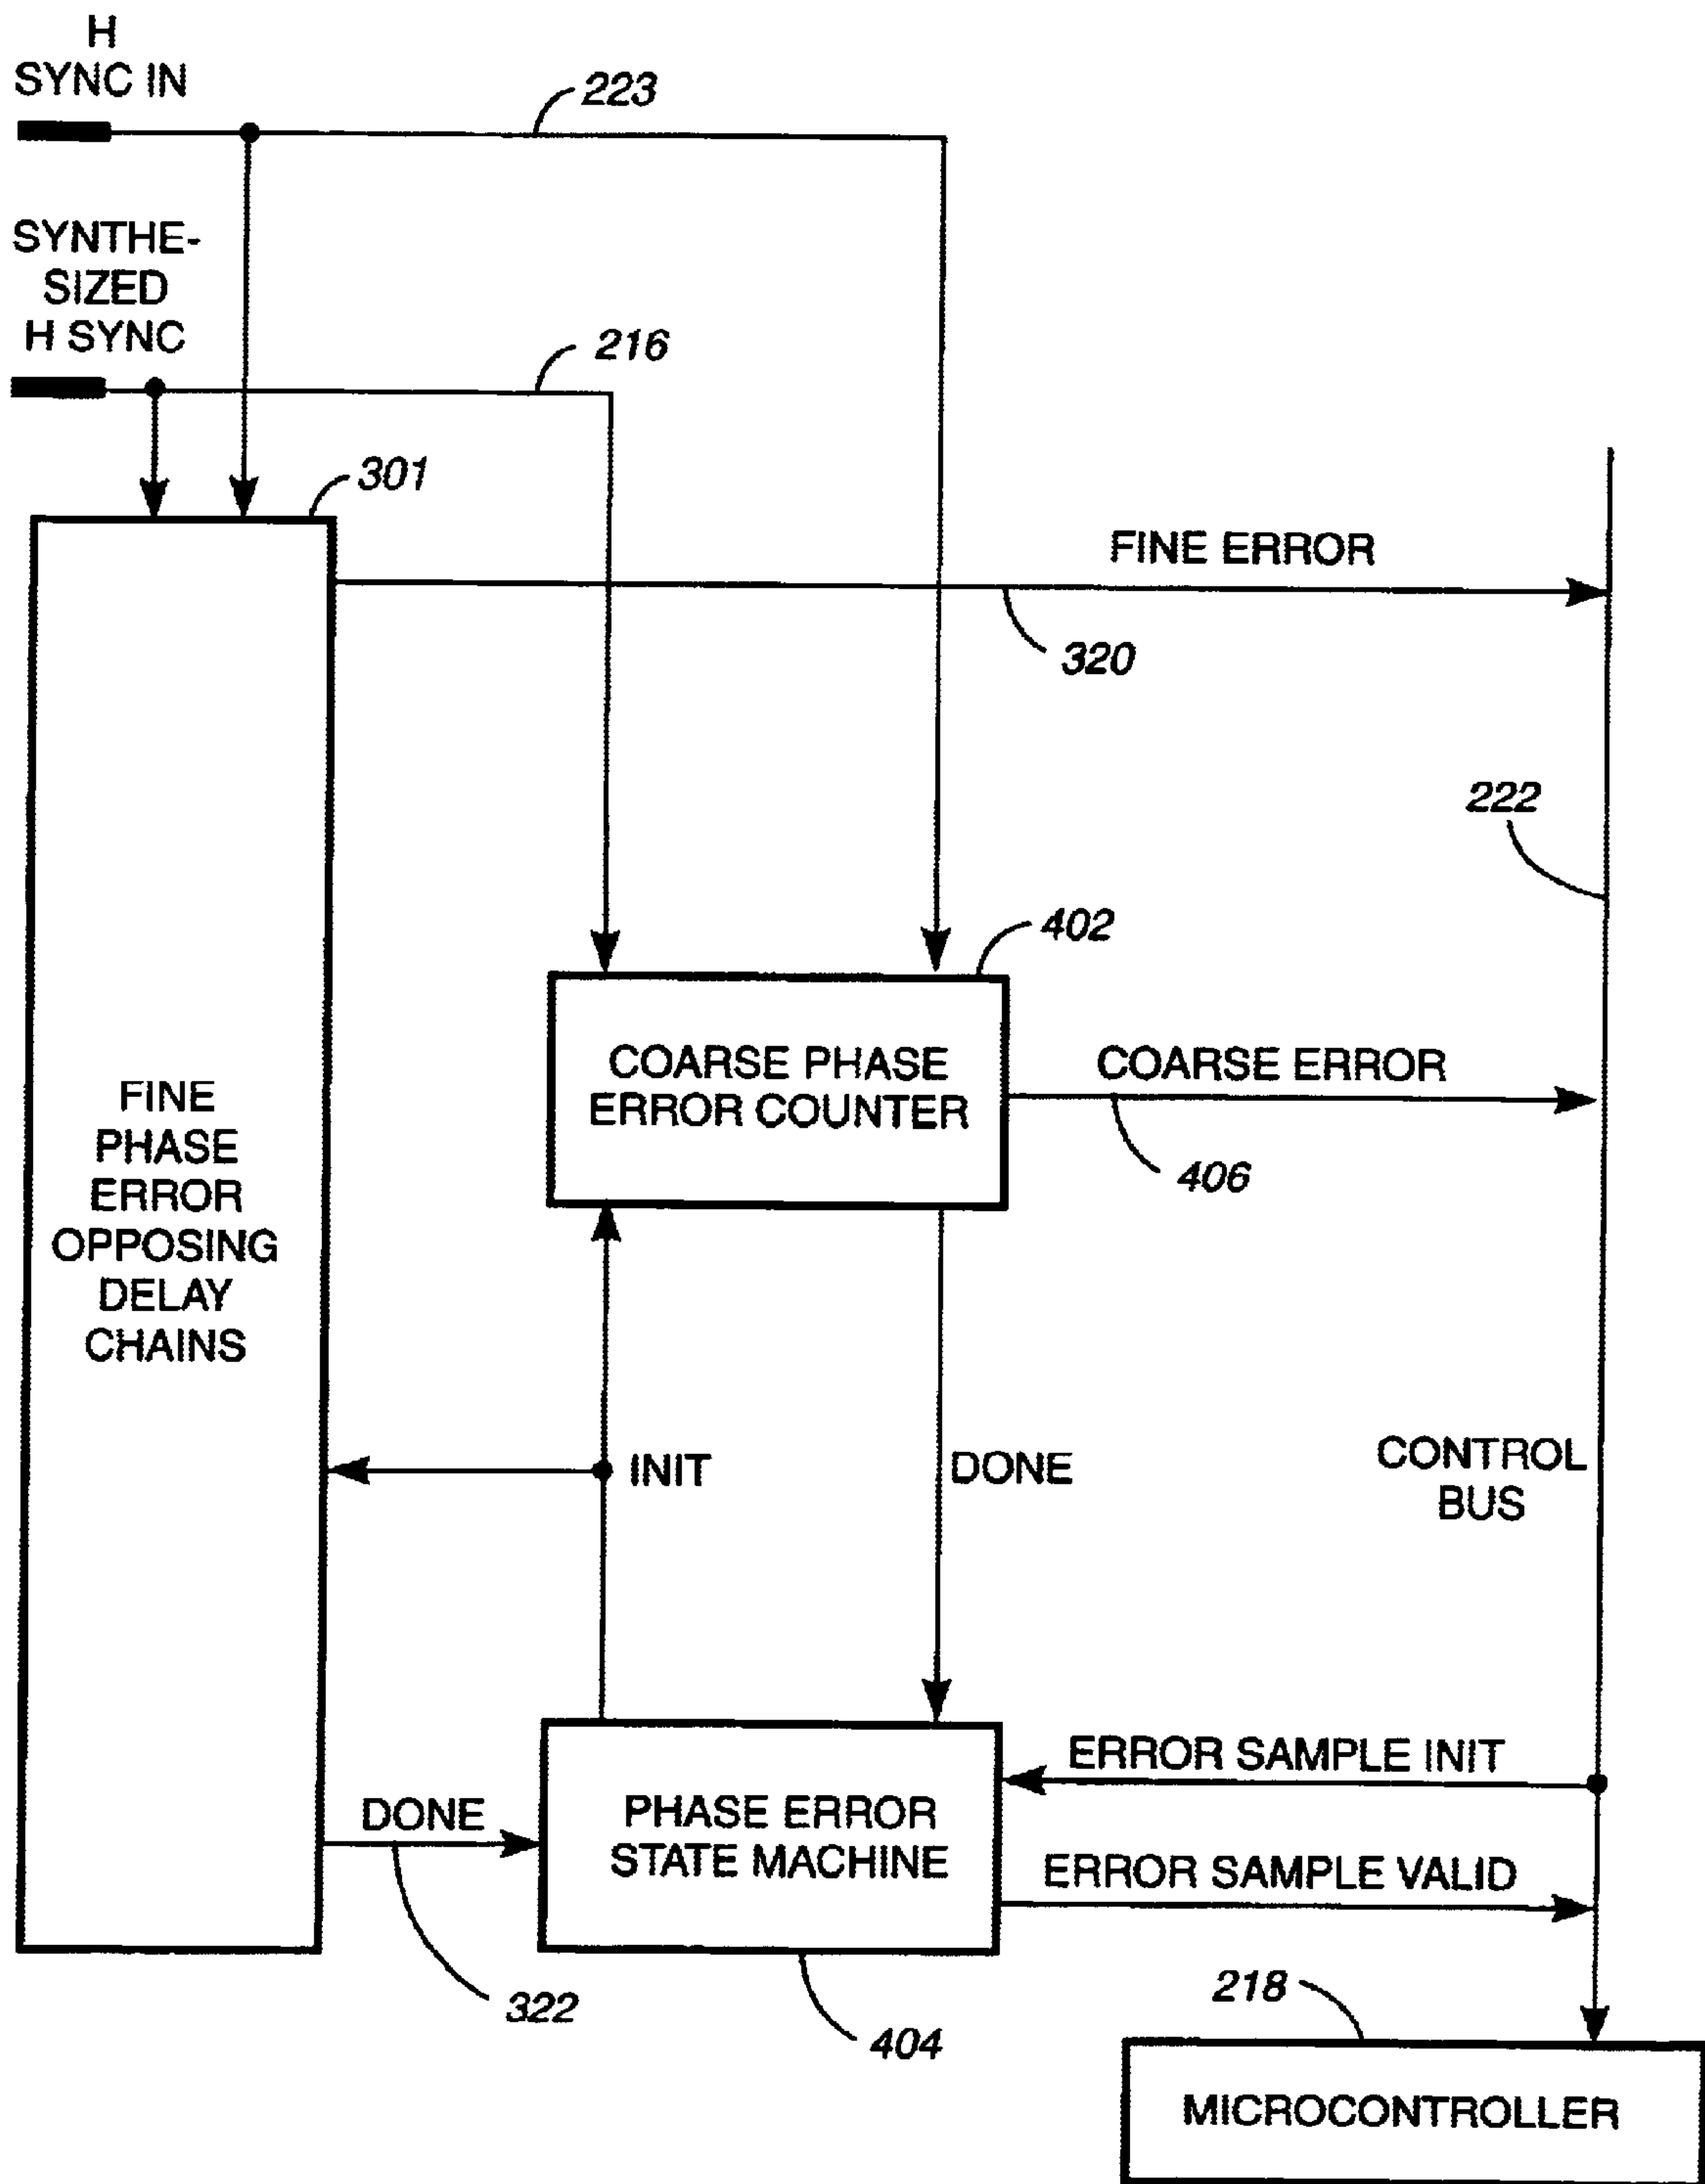 H
SYNC IN
223
SYNTHE-
SIZED
H SYNC
216
301
FINE ERROR
320
222
402
COARSE PHASE
ERROR COUNTER
COARSE ERROR
406
FINE
PHASE
ERROR
OPPOSING
DELAY
CHAINS
INIT
DONE
CONTROL
BUS
ERROR SAMPLE INIT
DONE
PHASE ERROR
STATE MACHINE
ERROR SAMPLE VALID
322
404
218
MICROCONTROLLER